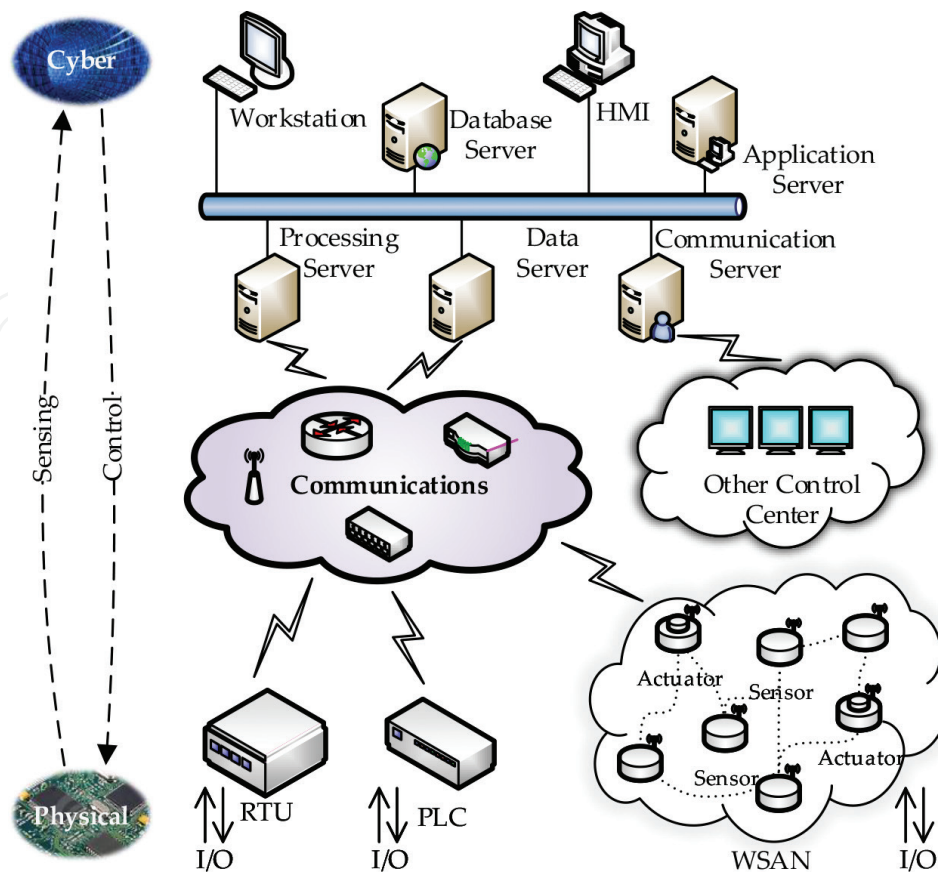 Cyber
Workstation
Database
Server
HMI
Application
Server
Processing
Server
Data
Server
Communication
Server
Sensing
Control
Communications
Other Control
Center
Actuator
Sensor
Sensor
Actuator
Physical
RTU
I/O
PLC
I/O
WSAN
I/O